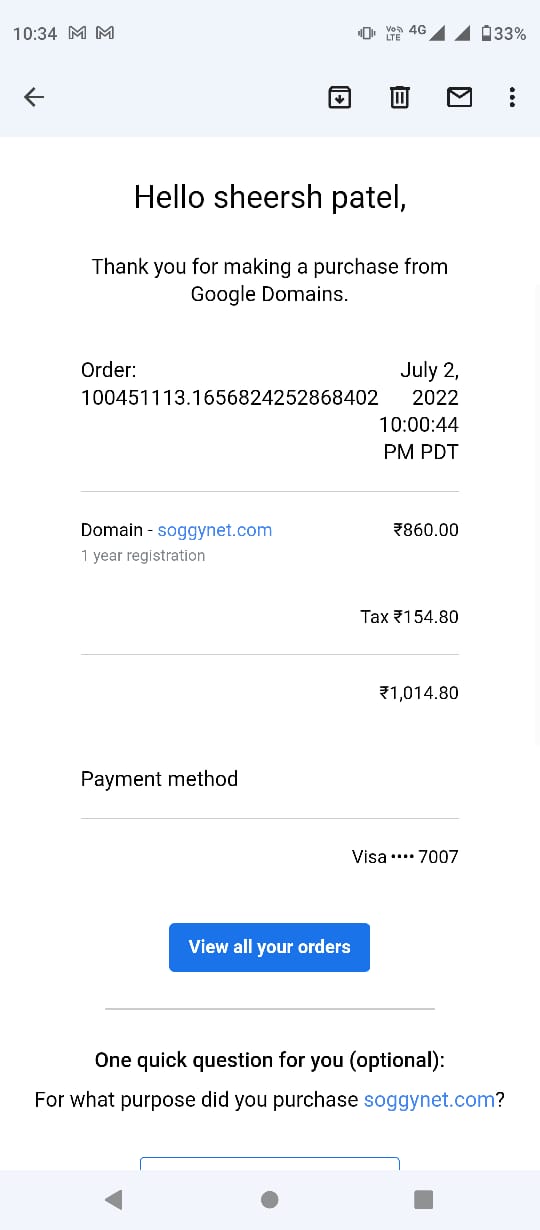 10:34 Vo LTE 4G 33%
Hello sheersh patel,
Thank you for making a purchase from
Google Domains.
Order: July 2,
100451113.1656824252868402 2022
10:00:44
PM PDT
Domain - soggynet.com ₹860.00
1 year registration
Tax ₹154.80
₹1,014.80
Payment method
Visa •••• 7007
View all your orders
One quick question for you (optional):
For what purpose did you purchase soggynet.com?